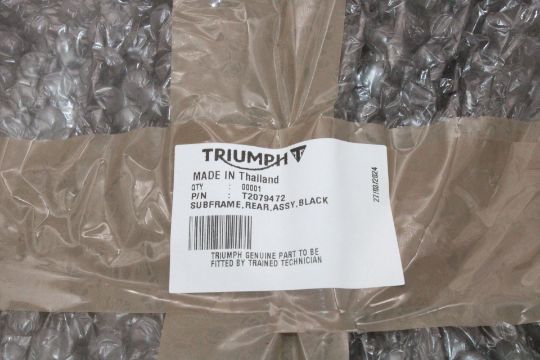 TRIUMPH
MADE IN Thailand
QTY : 00001
P/N : T2079472
SUBFRAME,REAR,ASSY,BLACK
TRIUMPH GENUINE PART TO BE
FITTED BY TRAINED TECHNICIAN
27/03/2024